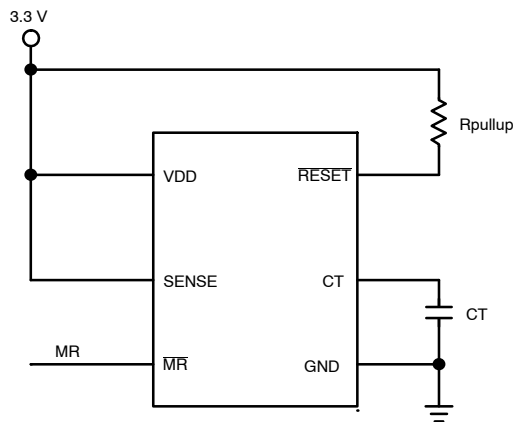 3.3 V
Rpullup
VDD
RESET
SENSE
CT
CT
MR
MR
GND